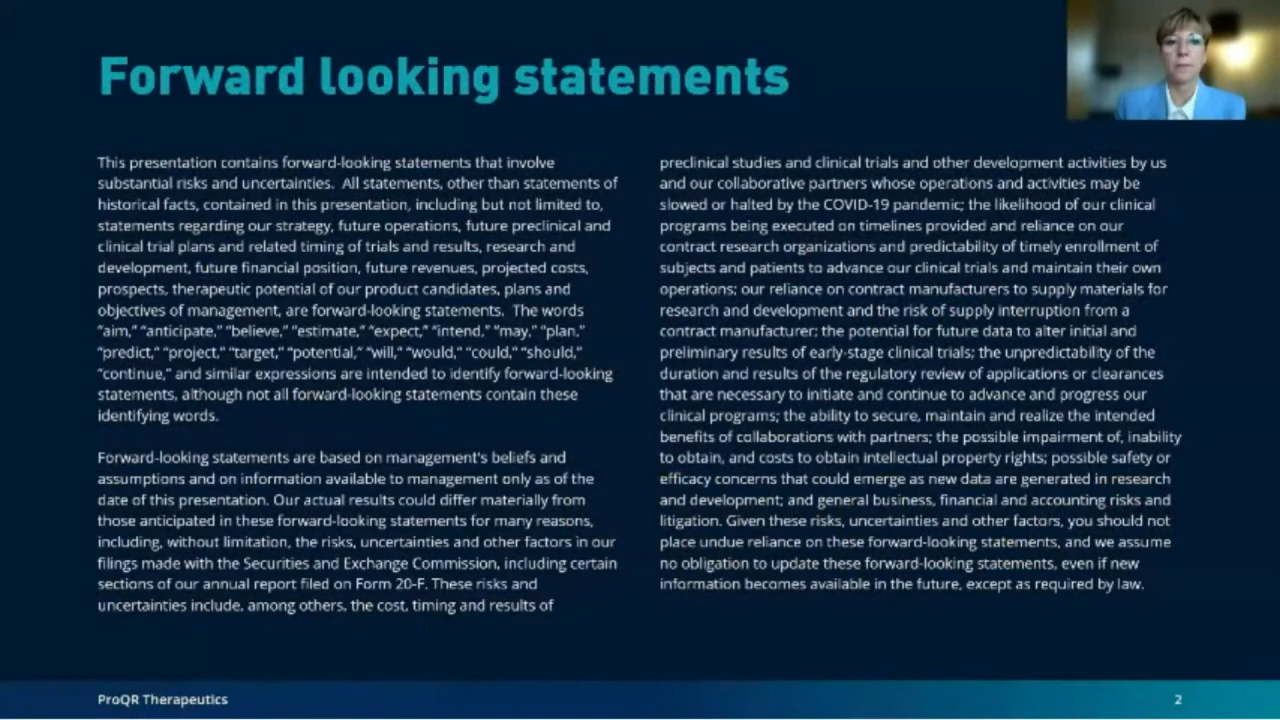 Forward looking statements
This presentation contains forward-looking statements that involve
substantial risks and uncertainties.  All statements, other than statements of
historical facts, contained in this presentation, including but not limited to,
statements regarding our strategy, future operations, future preclinical and
clinical trial plans and related timing of trials and results, research and
development, future financial position, future revenues, projected costs,
prospects, therapeutic potential of our product candidates, plans and
objectives of management, are forward-looking statements.  The words
“aim,” “anticipate,” “believe,” “estimate,” “expect,” “intend,” “may,” “plan,”
“predict,” “project,” “target,” “potential,” “will,” “would,” “could,” “should,”
“continue,” and similar expressions are intended to identify forward-looking
statements, although not all forward-looking statements contain these
identifying words.
Forward-looking statements are based on management's beliefs and
assumptions and on information available to management only as of the
date of this presentation. Our actual results could differ materially from
those anticipated in these forward-looking statements for many reasons,
including, without limitation, the risks, uncertainties and other factors in our
filings made with the Securities and Exchange Commission, including certain
sections of our annual report filed on Form 20-F. These risks and
uncertainties include, among others, the cost, timing and results of
preclinical studies and clinical trials and other development activities by us
and our collaborative partners whose operations and activities may be
slowed or halted by the COVID-19 pandemic; the likelihood of our clinical
programs being executed on timelines provided and reliance on our
contract research organizations and predictability of timely enrollment of
subjects and patients to advance our clinical trials and maintain their own
operations; our reliance on contract manufacturers to supply materials for
research and development and the risk of supply interruption from a
contract manufacturer; the potential for future data to alter initial and
preliminary results of early-stage clinical trials; the unpredictability of the
duration and results of the regulatory review of applications or clearances
that are necessary to initiate and continue to advance and progress our
clinical programs; the ability to secure, maintain and realize the intended
benefits of collaborations with partners; the possible impairment of, inability
to obtain, and costs to obtain intellectual property rights; possible safety or
efficacy concerns that could emerge as new data are generated in research
and development; and general business, financial and accounting risks and
litigation. Given these risks, uncertainties and other factors, you should not
place undue reliance on these forward-looking statements, and we assume
no obligation to update these forward-looking statements, even if new
information becomes available in the future, except as required by law.
ProQR Therapeutics
2